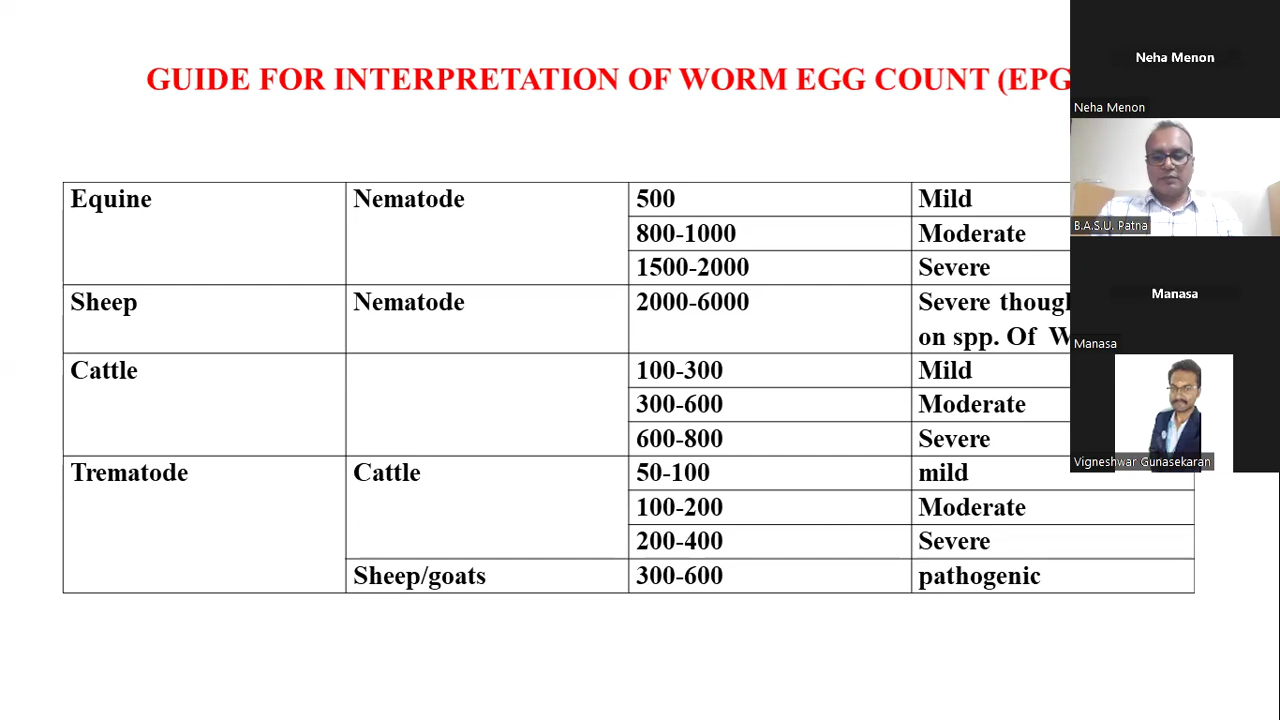 GUIDE FOR INTERPRETATION OF WORM EGG COUNT (EPG
Equine Nematode 500 Mild
800-1000 Moderate
1500-2000 Severe
Sheep Nematode 2000-6000 Severe
on spp. Of
Cattle 100-300 Mild
300-600 Moderate
600-800 Severe
Trematode Cattle 50-100 mild
100-200 Moderate
200-400 Severe
Sheep/goats 300-600 pathogenic
Neha Menon
Neha Menon
B.A.S.U. Patna
Manasa
Manasa
Vigneshwar Gunasekaran